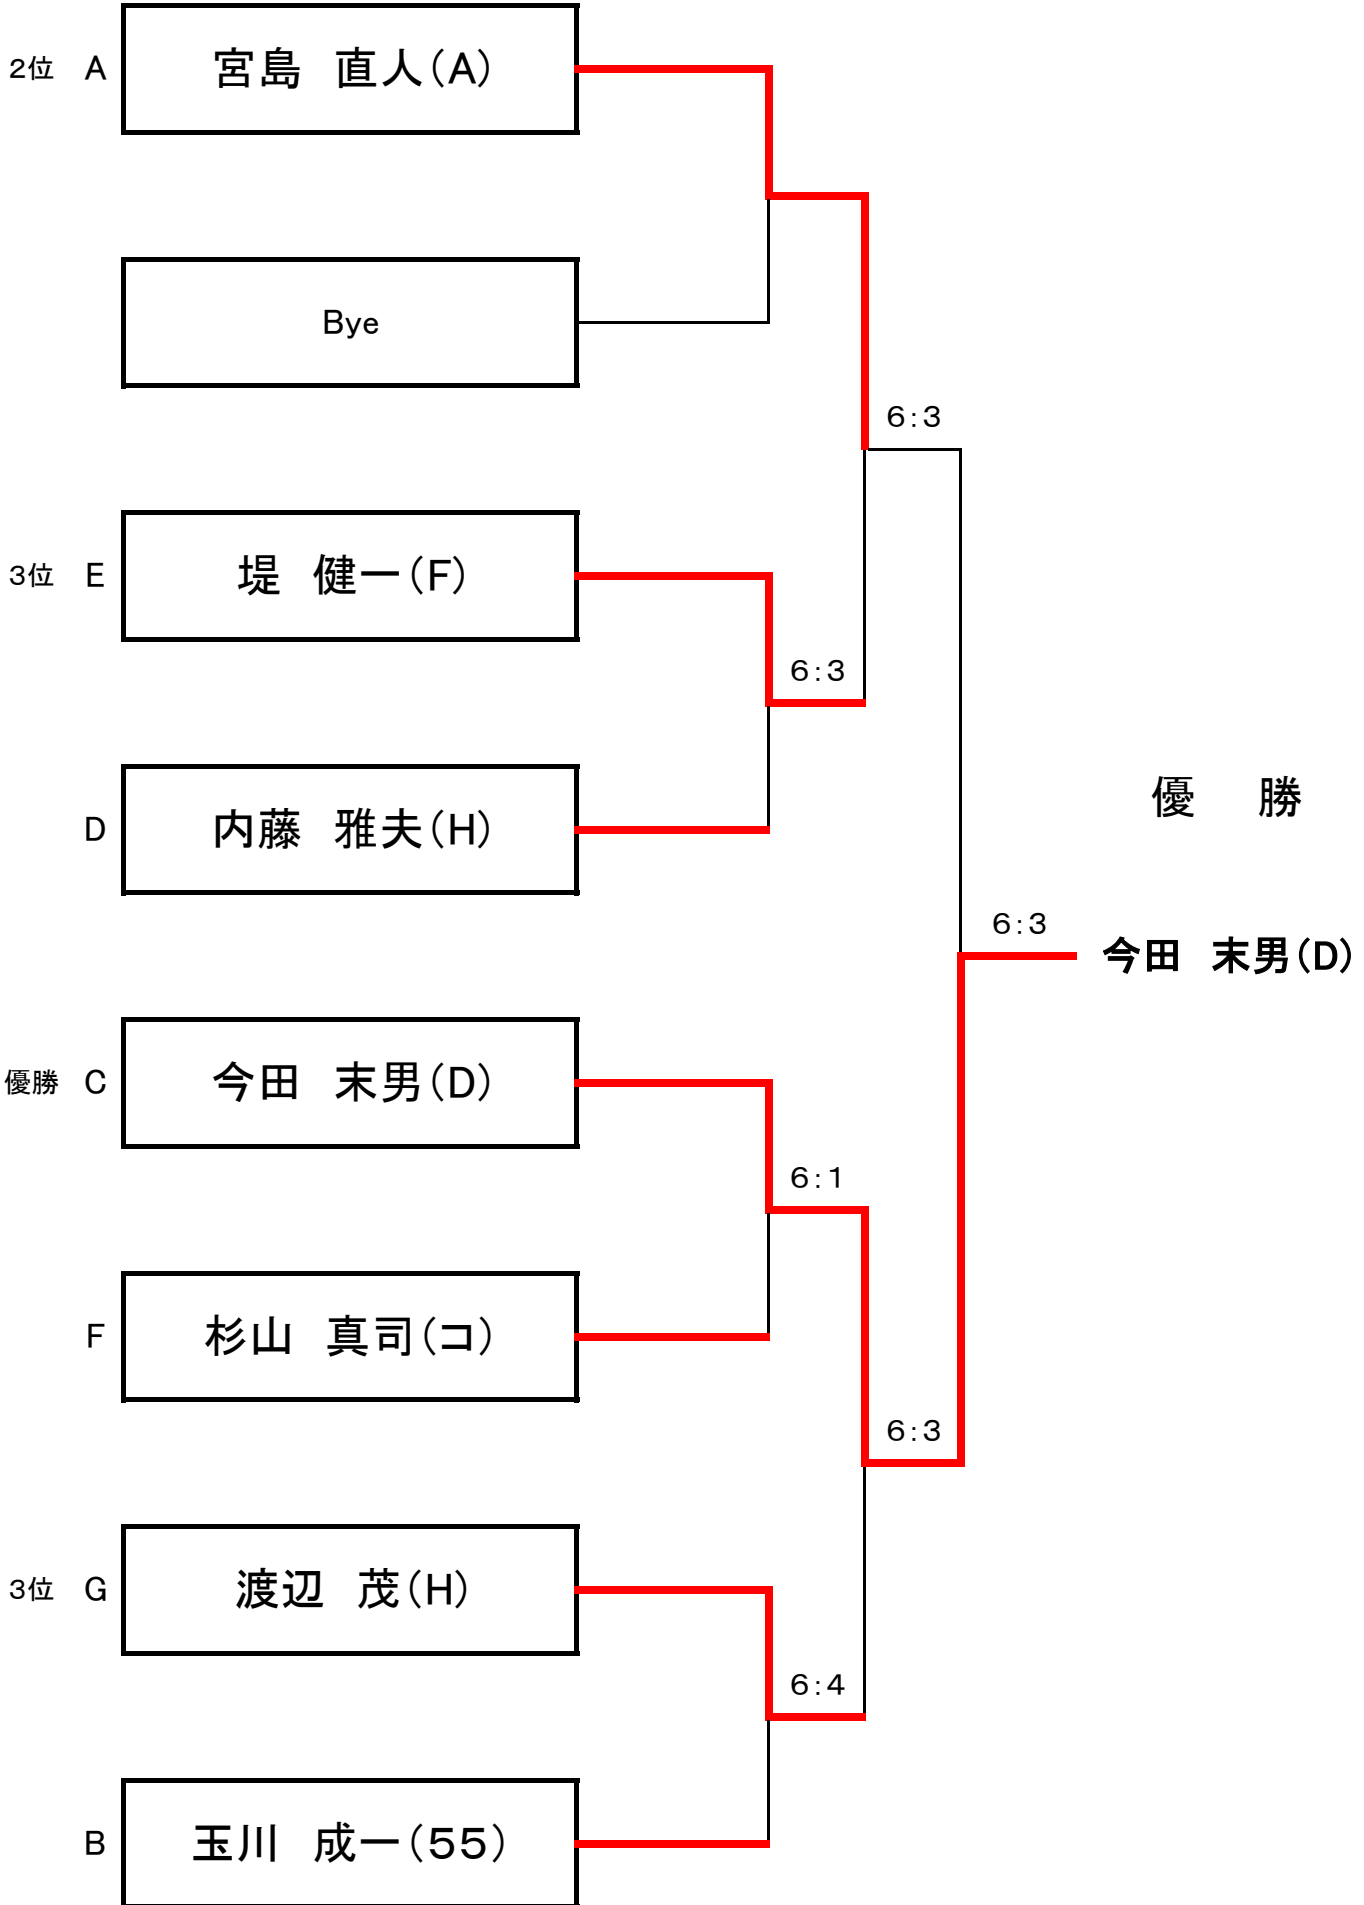 2位 A 宮島 直人(A)
Bye
6:3
3位 E 堤 健一(F)
6:3
D 内藤 雅夫(H)
優 勝
6:3
今田 末男(D)
優勝 C 今田 末男(D)
6:1
F 杉山 真司(コ)
6:3
3位 G 渡辺 茂(H)
6:4
B 玉川 成一(55)